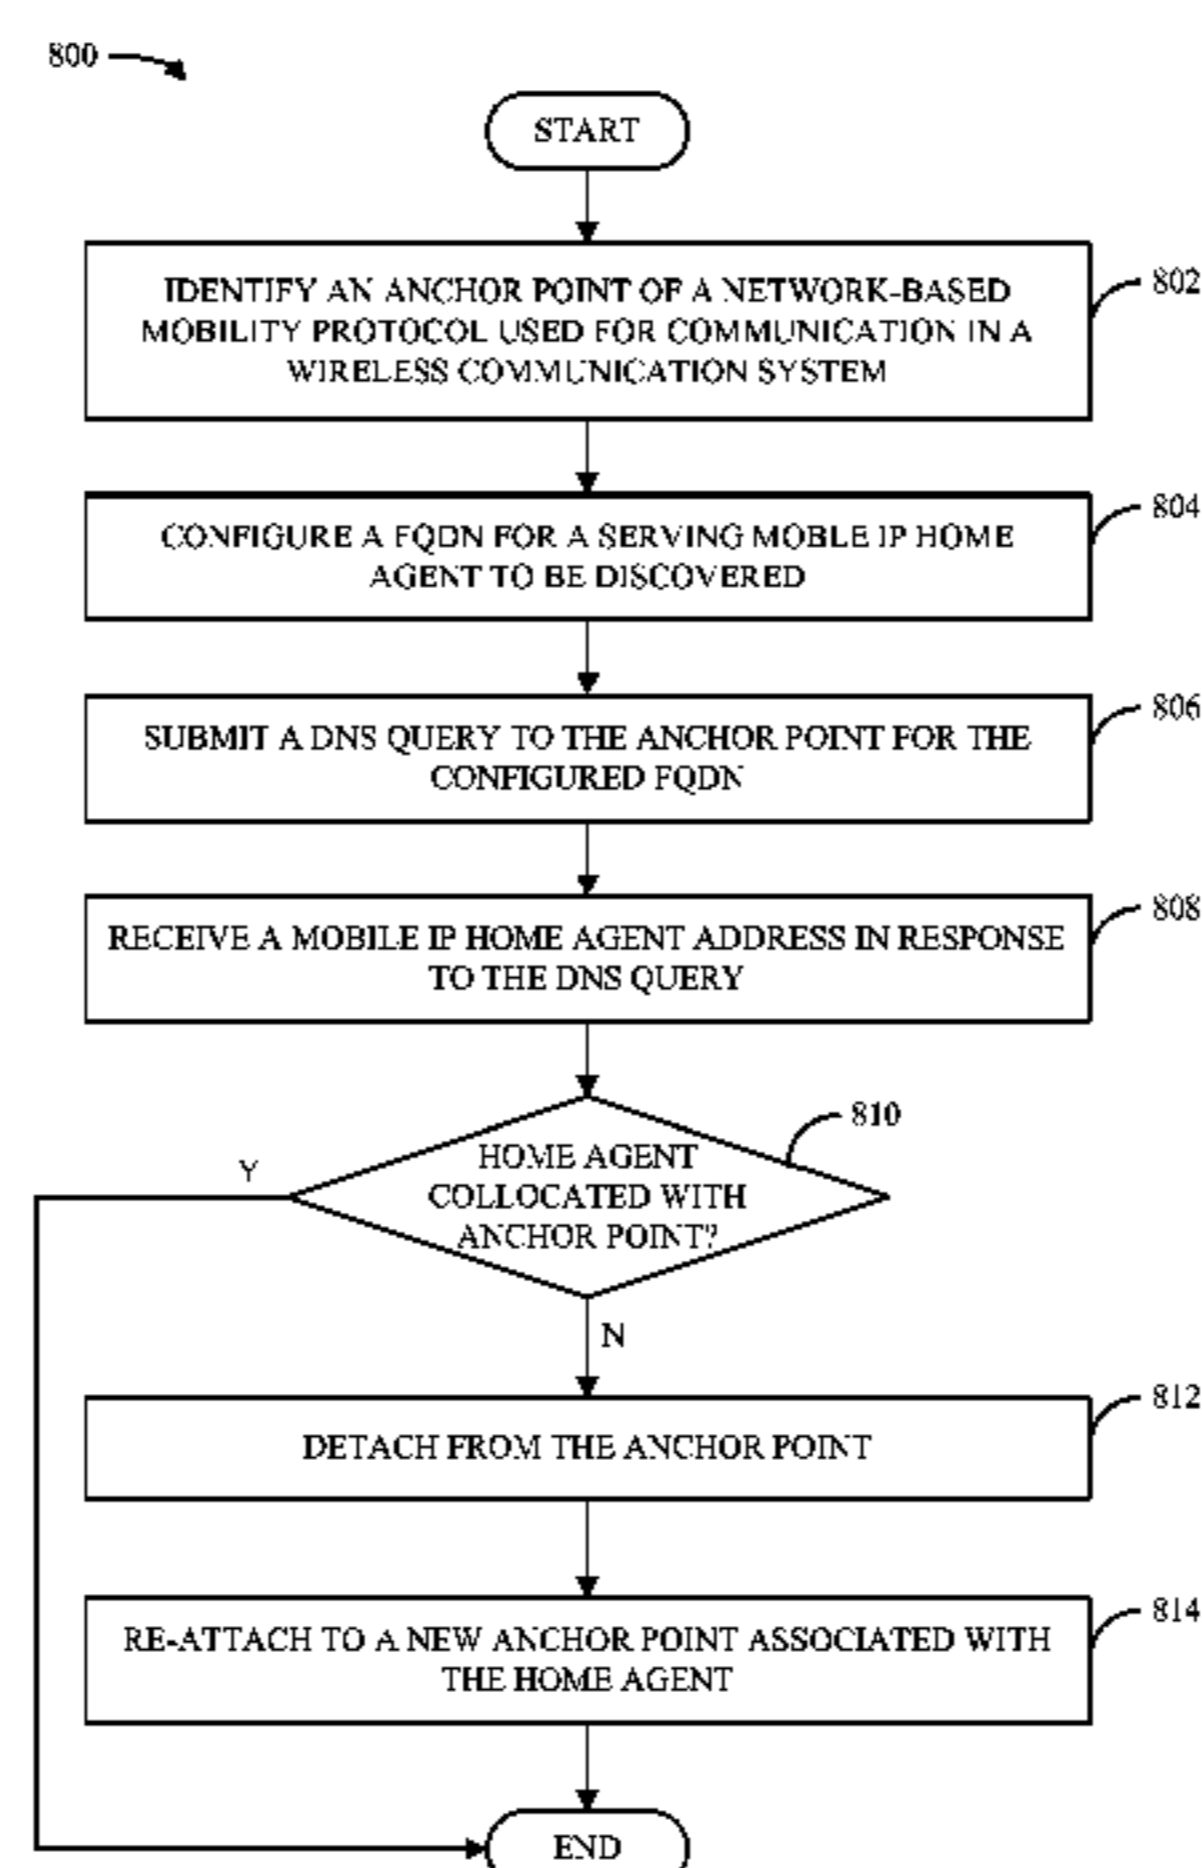 800
START
IDENTIFY AN ANCHOR POINT OF A NETWORK-BASED
MOBILITY PROTOCOL USED FOR COMMUNICATION IN A
WIRELESS COMMUNICATION SYSTEM
802
CONFIGURE A FQDN FOR A SERVING MOBLE IP HOME
AGENT TO BE DISCOVERED
804
SUBMIT A DNS QUERY TO THE ANCHOR POINT FOR THE
CONFIGURED FQDN
806
RECEIVE A MOBILE IP HOME AGENT ADDRESS IN RESPONSE
TO THE DNS QUERY
808
HOME AGENT
COLLOCATED WITH
ANCHOR POINT?
810
Y
N
DETACH FROM THE ANCHOR POINT
812
RE-ATTACH TO A NEW ANCHOR POINT ASSOCIATED WITH
THE HOME AGENT
814
END